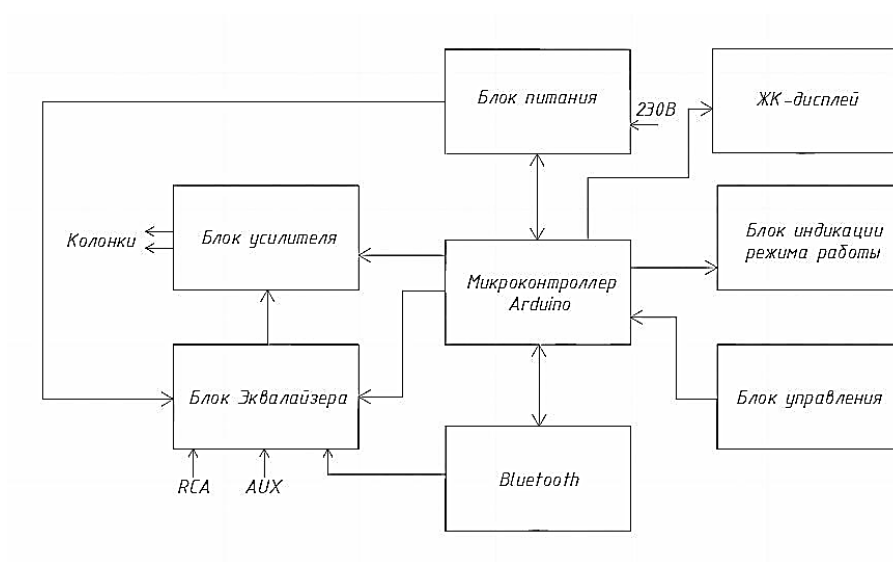 Блок питания
230В
ЖК-дисплей
Колонки
Блок усилителя
Микроконтроллер
Arduino
Блок индикации
режима работы
Блок Эквалайзера
Блок управления
RCA
AUX
Bluetooth